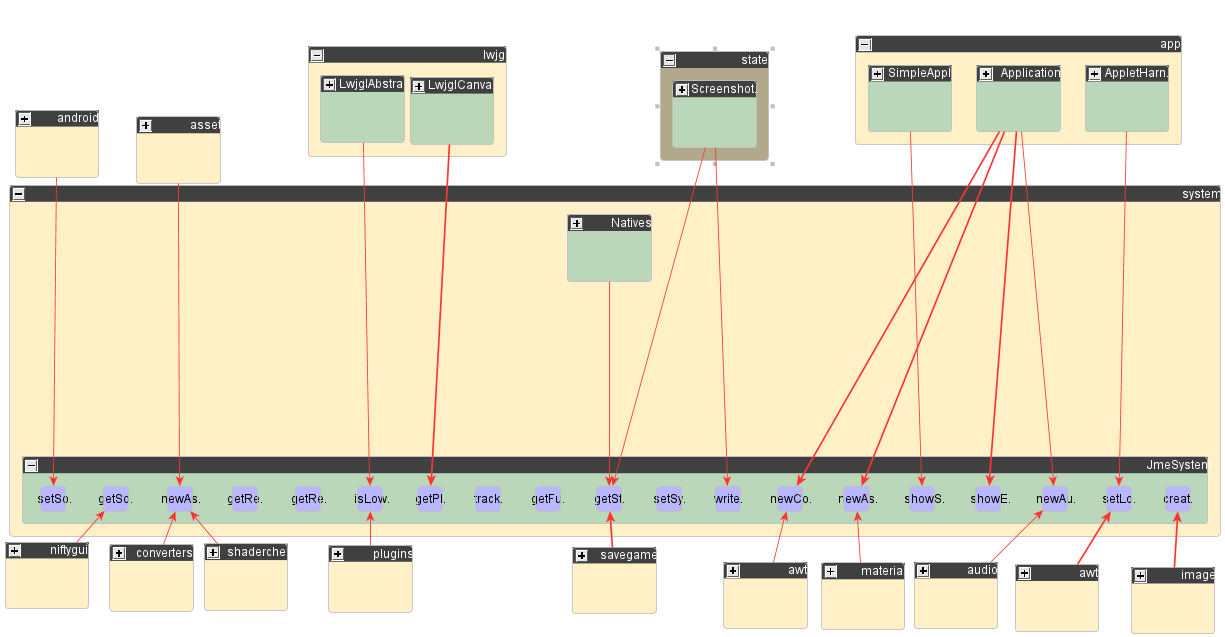 lwjg
state
app
LwjglAbstra
LwjglCanva
Screenshot.
SimpleAppl
Application
AppletHarn.
android
asset
system
Natives
JmeSystem
setSo.
getSc.
newAs.
getRe.
getRe.
isLow.
getPl.
track.
getFu.
getSt.
setSy.
write.
newCo.
newAs.
showS.
showE.
newAu.
setLo.
creat.
niftygui
converters
shaderche
plugins
savegame
awt
materia
audio
awt
image